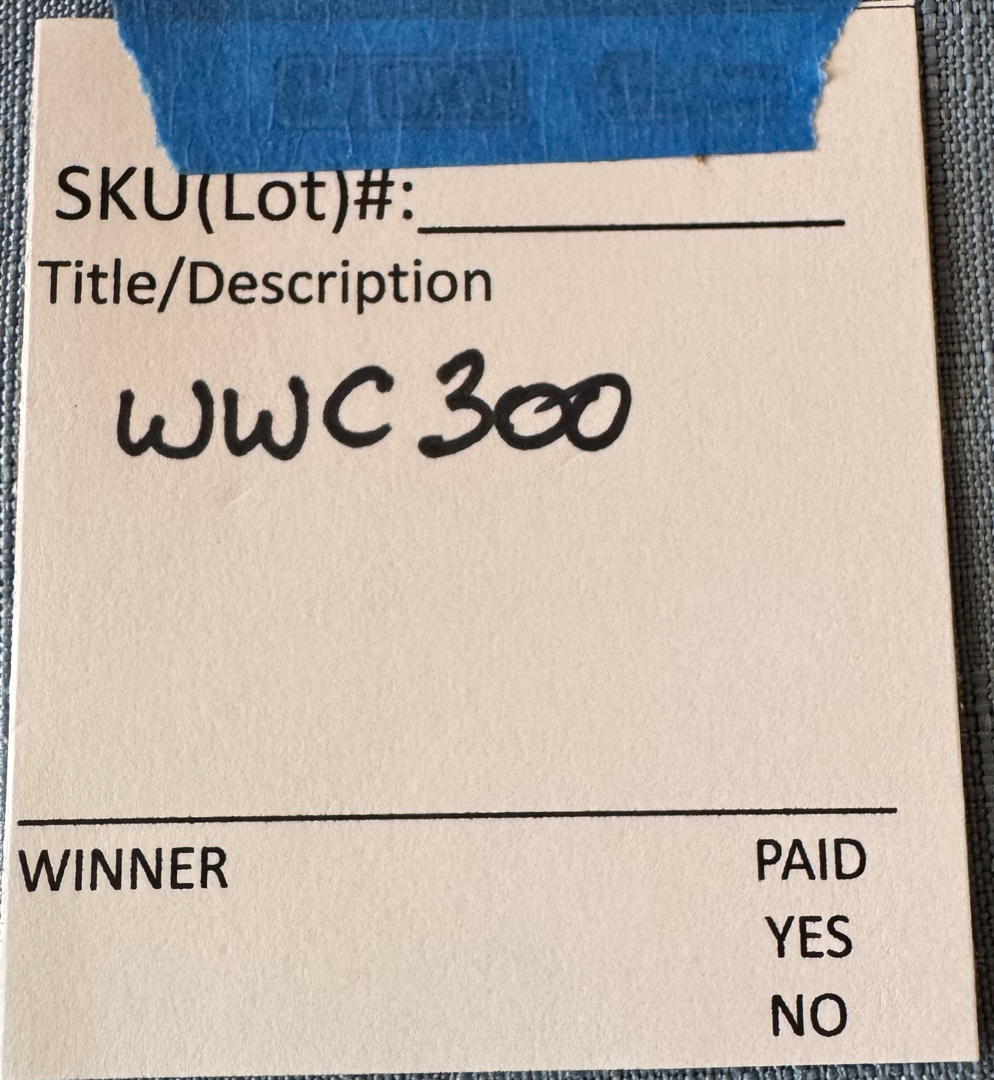 SKU(Lot)#:
Title/Description
WWC 300
WINNER PAID
YES
NO